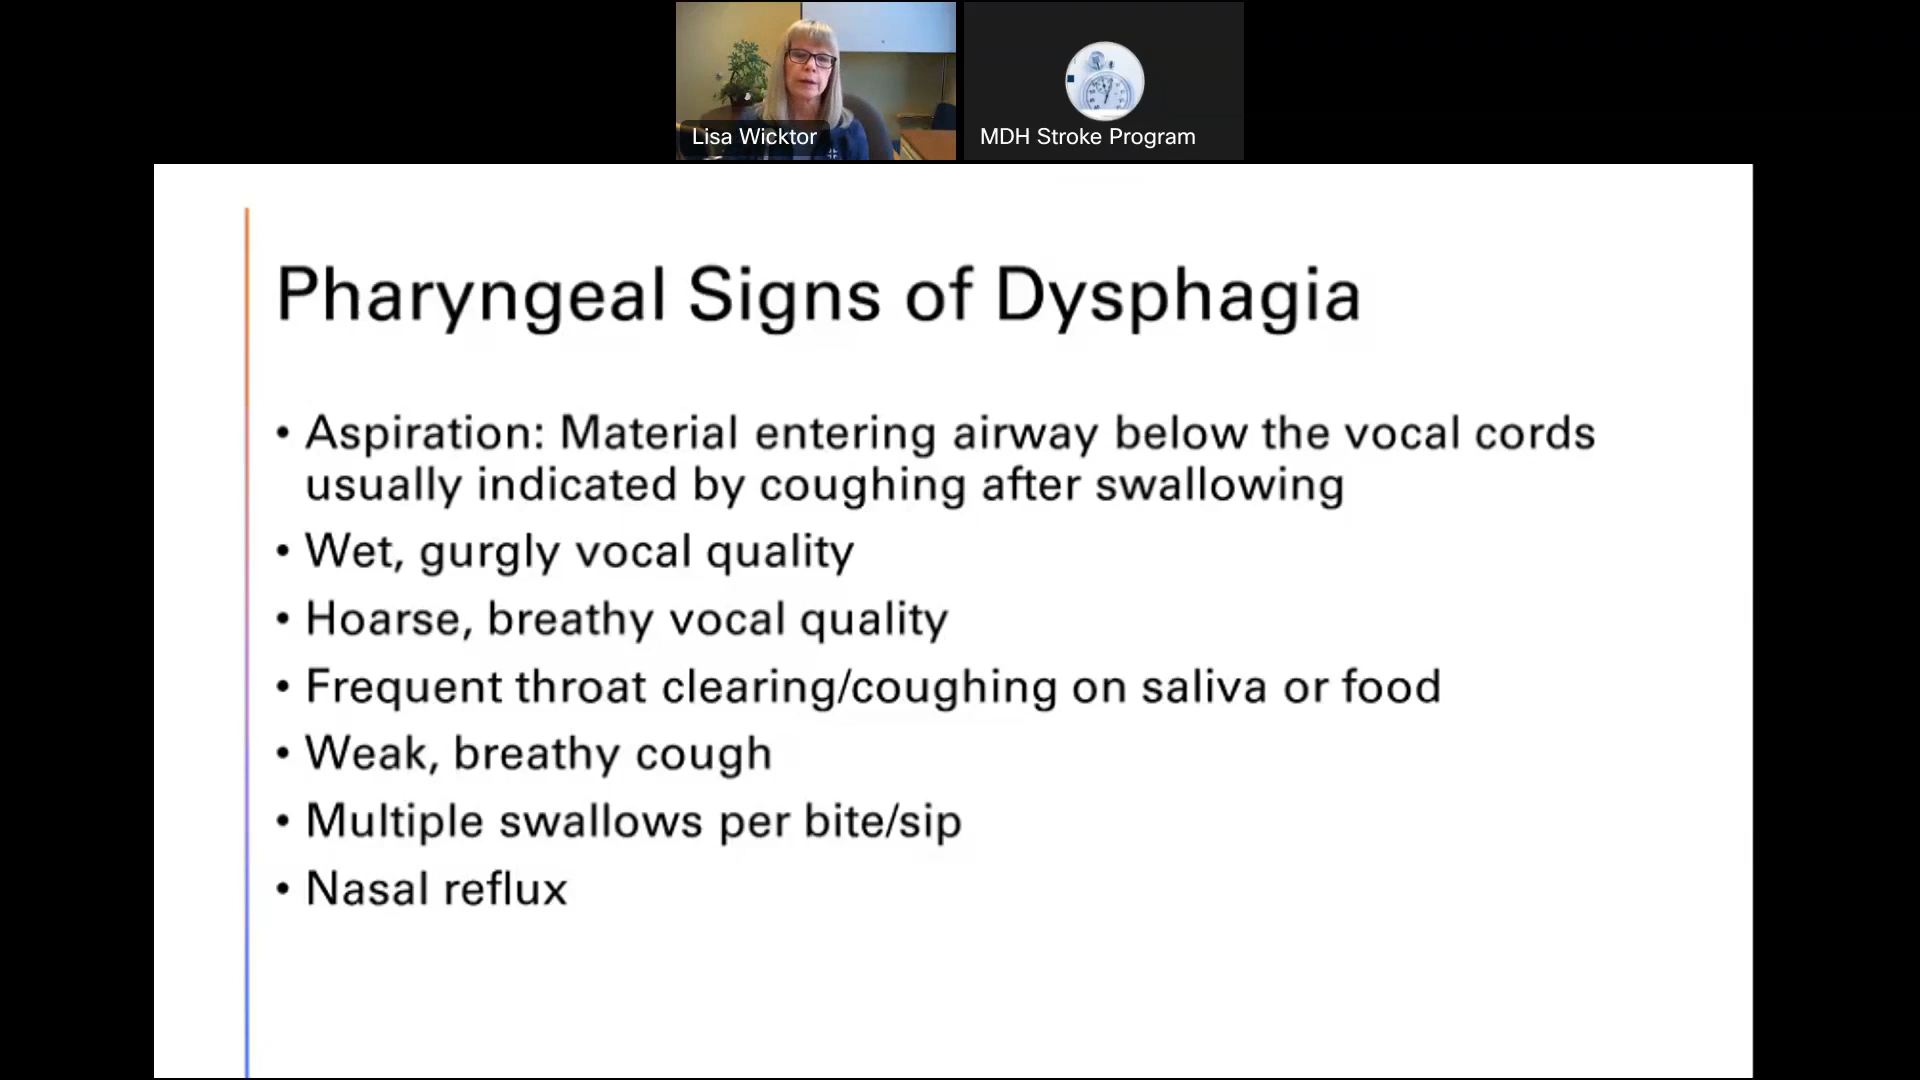 Lisa Wicktor
MDH Stroke Program
Pharyngeal Signs of Dysphagia
• Aspiration: Material entering airway below the vocal cords
usually indicated by coughing after swallowing
• Wet, gurgly vocal quality
• Hoarse, breathy vocal quality
• Frequent throat clearing/coughing on saliva or food
• Weak, breathy cough
• Multiple swallows per bite/sip
• Nasal reflux